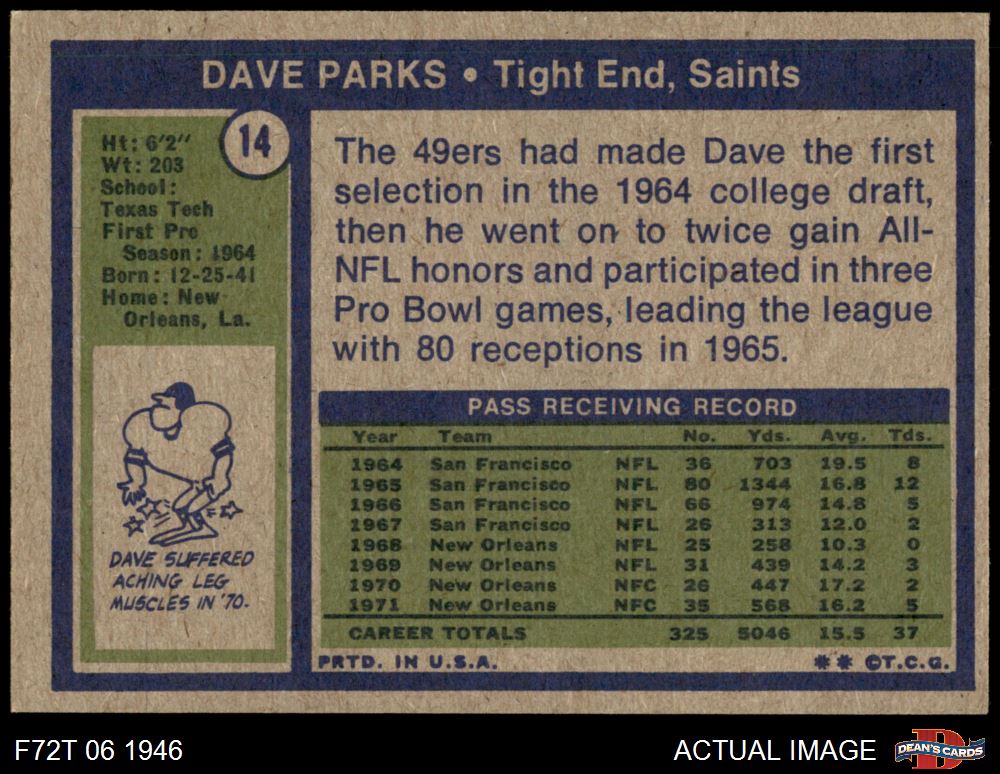 DAVE PARKS • Tight End, Saints
14
Ht: 6'2"
Wt: 203
School:
Texas Tech
First Pro
Season: 1964
Born: 12-25-41
Home: New
Orleans, La.
DAVE SUFFERED
ACHING LEG
MUSCLES IN '70.
The 49ers had made Dave the first
selection in the 1964 college draft,
then he went on to twice gain All-
NFL honors and participated in three
Pro Bowl games, leading the league
with 80 receptions in 1965.
PASS RECEIVING RECORD
Year Team No. Yds. Avg. Tds.
1964 San Francisco NFL 36 703 19.5 8
1965 San Francisco NFL 80 1344 16.8 12
1966 San Francisco NFL 66 974 14.8 5
1967 San Francisco NFL 26 313 12.0 2
1968 New Orleans NFL 25 258 10.3 0
1969 New Orleans NFL 31 439 14.2 3
1970 New Orleans NFC 26 447 17.2 2
1971 New Orleans NFC 35 568 16.2 5
CAREER TOTALS 325 5046 15.5 37
PRTD. IN U.S.A. ** ©T.C.G.
F72T 06 1946 ACTUAL IMAGE D DEAN'S CARDS